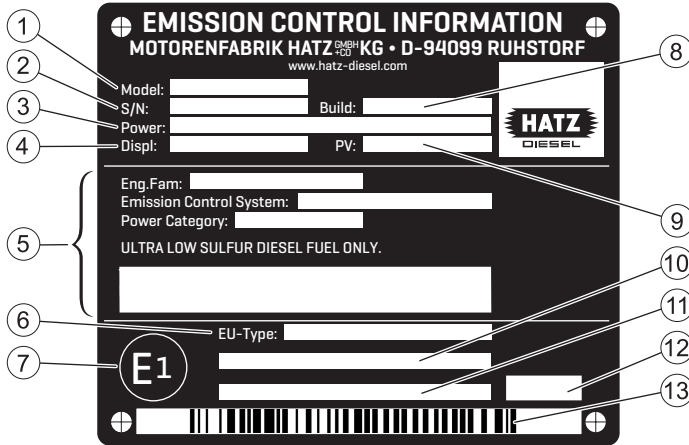 EMISSION CONTROL INFORMATION
MOTORENFABRIK HATZ GMBH +CO KG • D-94099 RUHSTORF
www.hatz-diesel.com
1
Model:
2
S/N:
Build:
8
3
Power:
4
Displ:
PV:
9
HATZ
DIESEL
5
Eng.Fam:
Emission Control System:
Power Category:
ULTRA LOW SULFUR DIESEL FUEL ONLY.
10
11
6
EU-Type:
7
E1
12
13